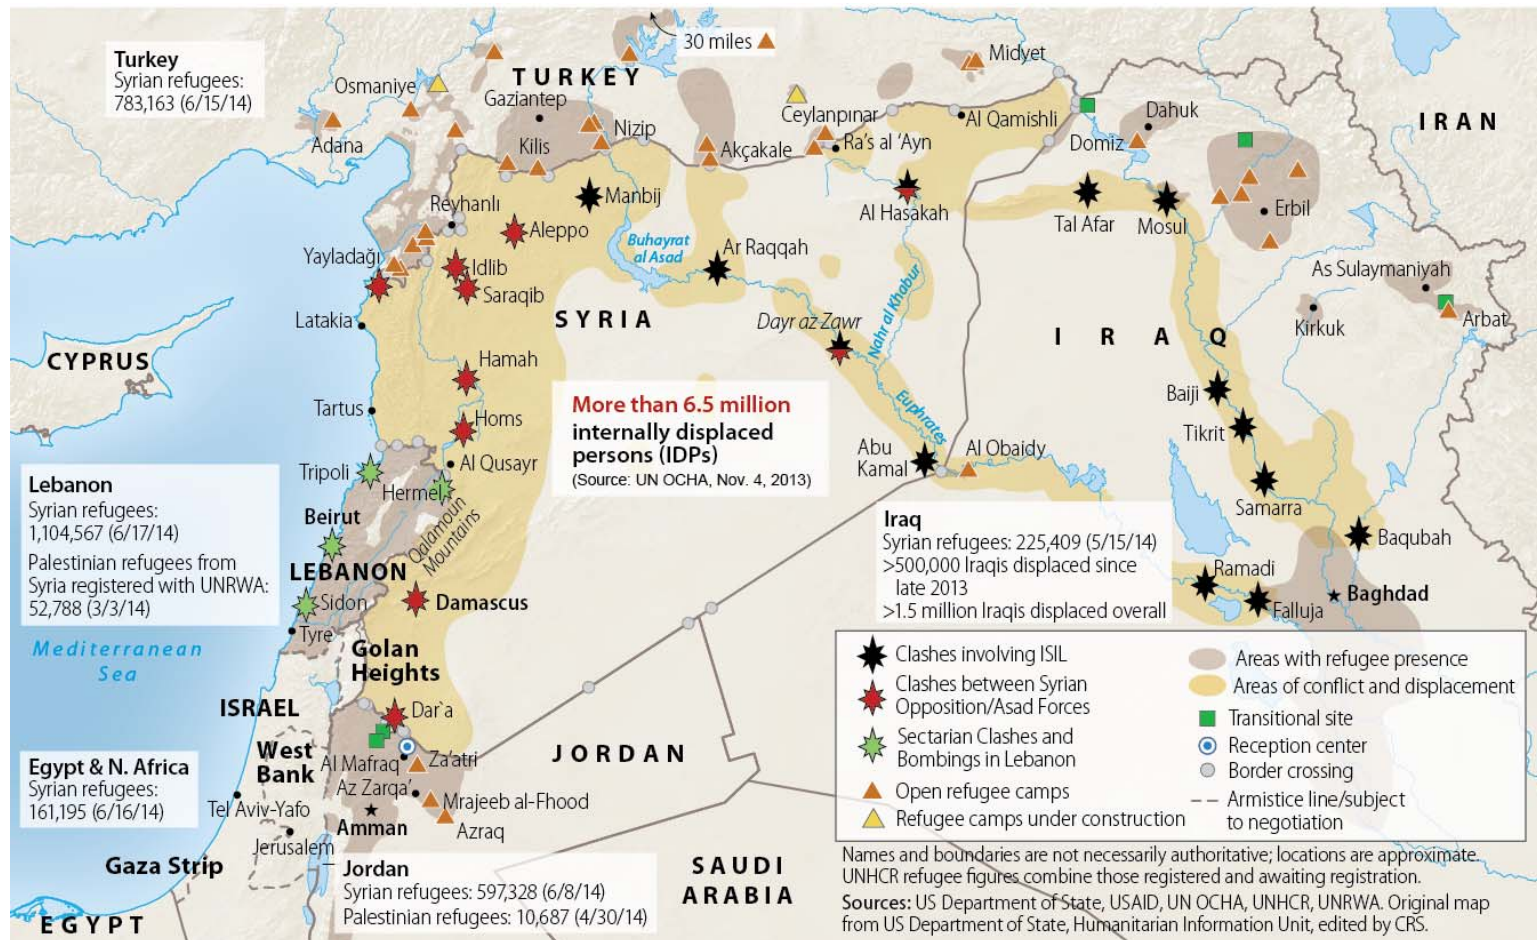 30 miles
Turkey
Syrian refugees:
783,163 (6/15/14)
TURKEY
Osmaniye
Gaziantep
Adana
Kilis
Nizip
Akçakale
Ceylanpınar
Ra's al 'Ayn
Midyet
Al Qamishli
Dahuk
Domiz
IRAN
Reyhanlı
Manbij
Aleppo
Al Hasakah
Tal Afar
Mosul
Erbil
Yayladağı
Idlib
Saraqib
Buhayrat
al Asad
Ar Raqqah
As Sulaymaniyah
Arbat
Kirkuk
Latakia
SYRIA
Dayr az-Zawr
Nahr al Khabur
IRAQ
CYPRUS
Hamah
Baiji
Tartus
Homs
Tikrit
More than 6.5 million
internally displaced
persons (IDPs)
(Source: UN OCHA, Nov. 4, 2013)
Euphrates
Abu
Kamal
Al Obaidy
Samarra
Al Qusayr
Tripoli
Hermel
Qalamoun
Mountains
Lebanon
Syrian refugees:
1,104,567 (6/17/14)
Palestinian refugees from
Syria registered with UNRWA:
52,788 (3/3/14)
Beirut
LEBANON
Sidon
Damascus
Tyre
Iraq
Syrian refugees: 225,409 (5/15/14)
>500,000 Iraqis displaced since
late 2013
>1.5 million Iraqis displaced overall
Baqubah
Ramadi
Falluja
Baghdad
Mediterranean
Sea
Golan
Heights
ISRAEL
Dar`a
West
Bank
Al Mafraq
Za'atri
Az Zarqa'
Mrajeeb al-Fhood
Azraq
Amman
JORDAN
Egypt & N. Africa
Syrian refugees:
161,195 (6/16/14)
Tel Aviv-Yafo
Jerusalem
Gaza Strip
EGYPT
Jordan
Syrian refugees: 597,328 (6/8/14)
Palestinian refugees: 10,687 (4/30/14)
SAUDI
ARABIA
Clashes involving ISIL
Clashes between Syrian
Opposition/Asad Forces
Sectarian Clashes and
Bombings in Lebanon
Open refugee camps
Refugee camps under construction
Areas with refugee presence
Areas of conflict and displacement
Transitional site
Reception center
Border crossing
Armistice line/subject
to negotiation
Names and boundaries are not necessarily authoritative; locations are approximate.
UNHCR refugee figures combine those registered and awaiting registration.
Sources: US Department of State, USAID, UN OCHA, UNHCR, UNRWA. Original map
from US Department of State, Humanitarian Information Unit, edited by CRS.